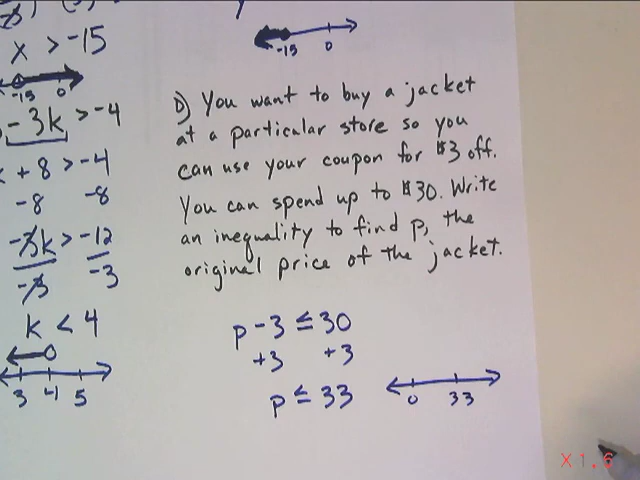 x > -15
-15 0
-3k > -4
+ 8 > -4
-8 -8
-3k > -12
-3 -3
k < 4
3 4 5
-15 0
D) You want to buy a jacket
at a particular store so you
can use your coupon for $3 off.
You can spend up to $30. Write
an inequality to find p, the
original price of the jacket.
p - 3 ≤ 30
+3 +3
p ≤ 33
0 33
X1.6